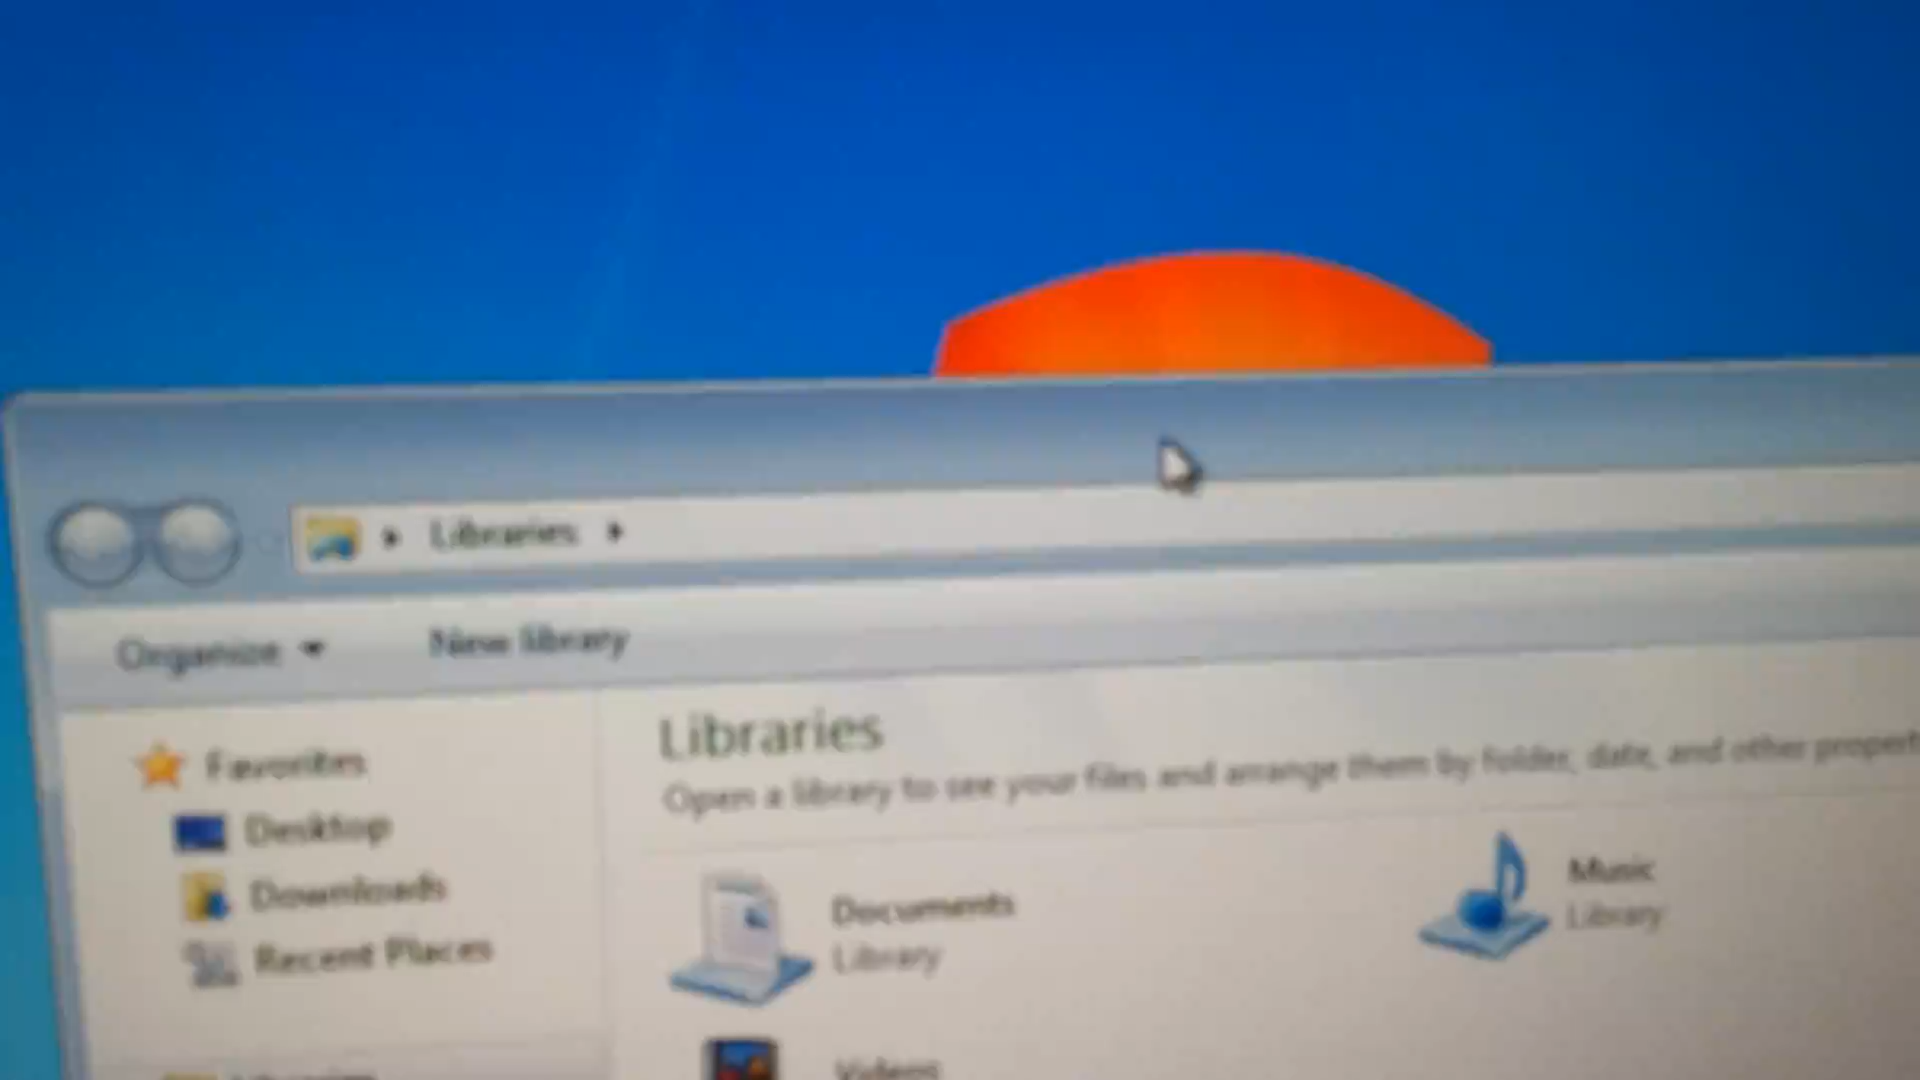 Libraries
Organize
New library
Favorites
Desktop
Downloads
Recent Places
Libraries
Open a library to see your files and arrange them by folder, date, and other
Documents
Library
Music
Library
Videos